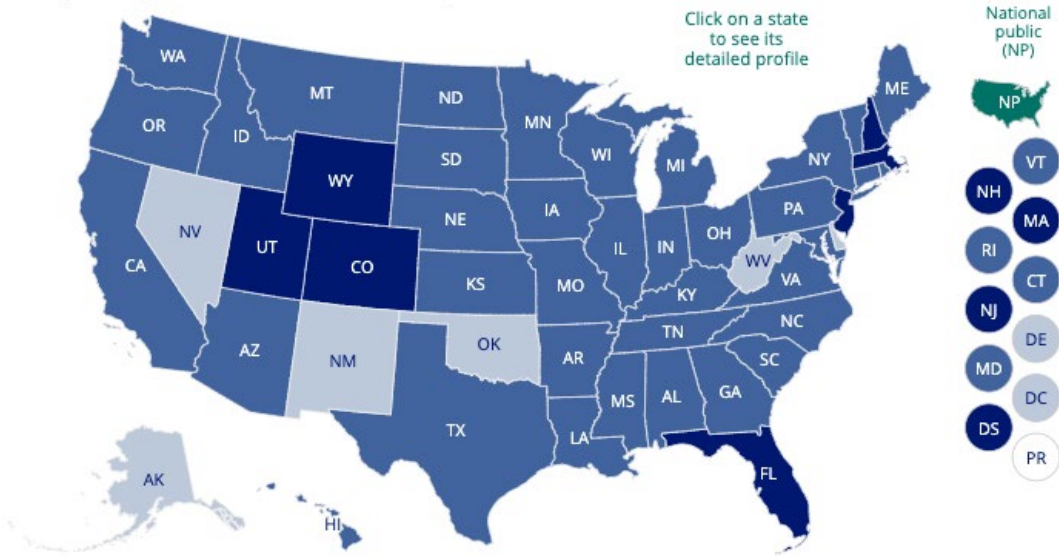 Click on a state
to see its
detailed profile
National
public
(NP)
NP
WA
MT
ND
MN
ME
OR
ID
SD
WI
MI
NY
VT
WY
NH
NE
IA
PA
MA
NV
UT
CO
IL
IN
OH
WV
RI
CA
KS
MO
KY
VA
CT
NJ
AZ
NM
OK
AR
TN
NC
DE
SC
MD
MS
AL
GA
DC
TX
LA
DS
FL
PR
AK
HI